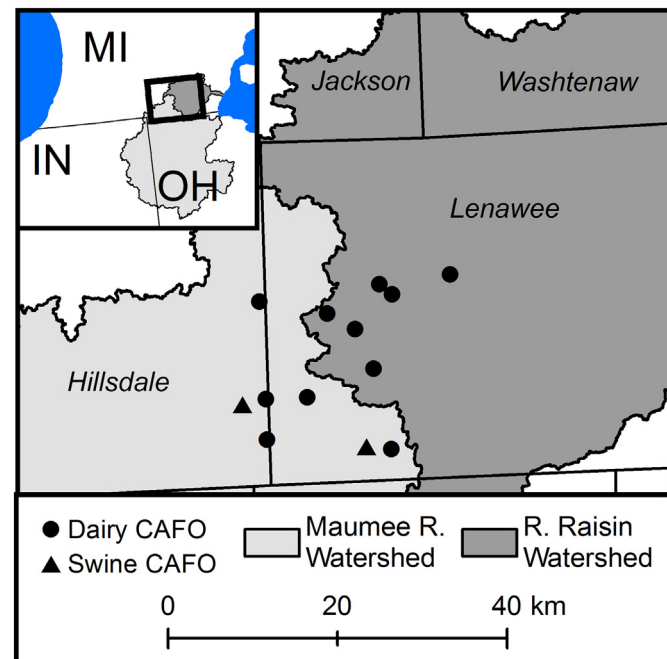 MI
IN
OH
Jackson
Washtenaw
Lenawee
Hillsdale
Dairy CAFO
Swine CAFO
Maumee R.
Watershed
R. Raisin
Watershed
0 20 40 km